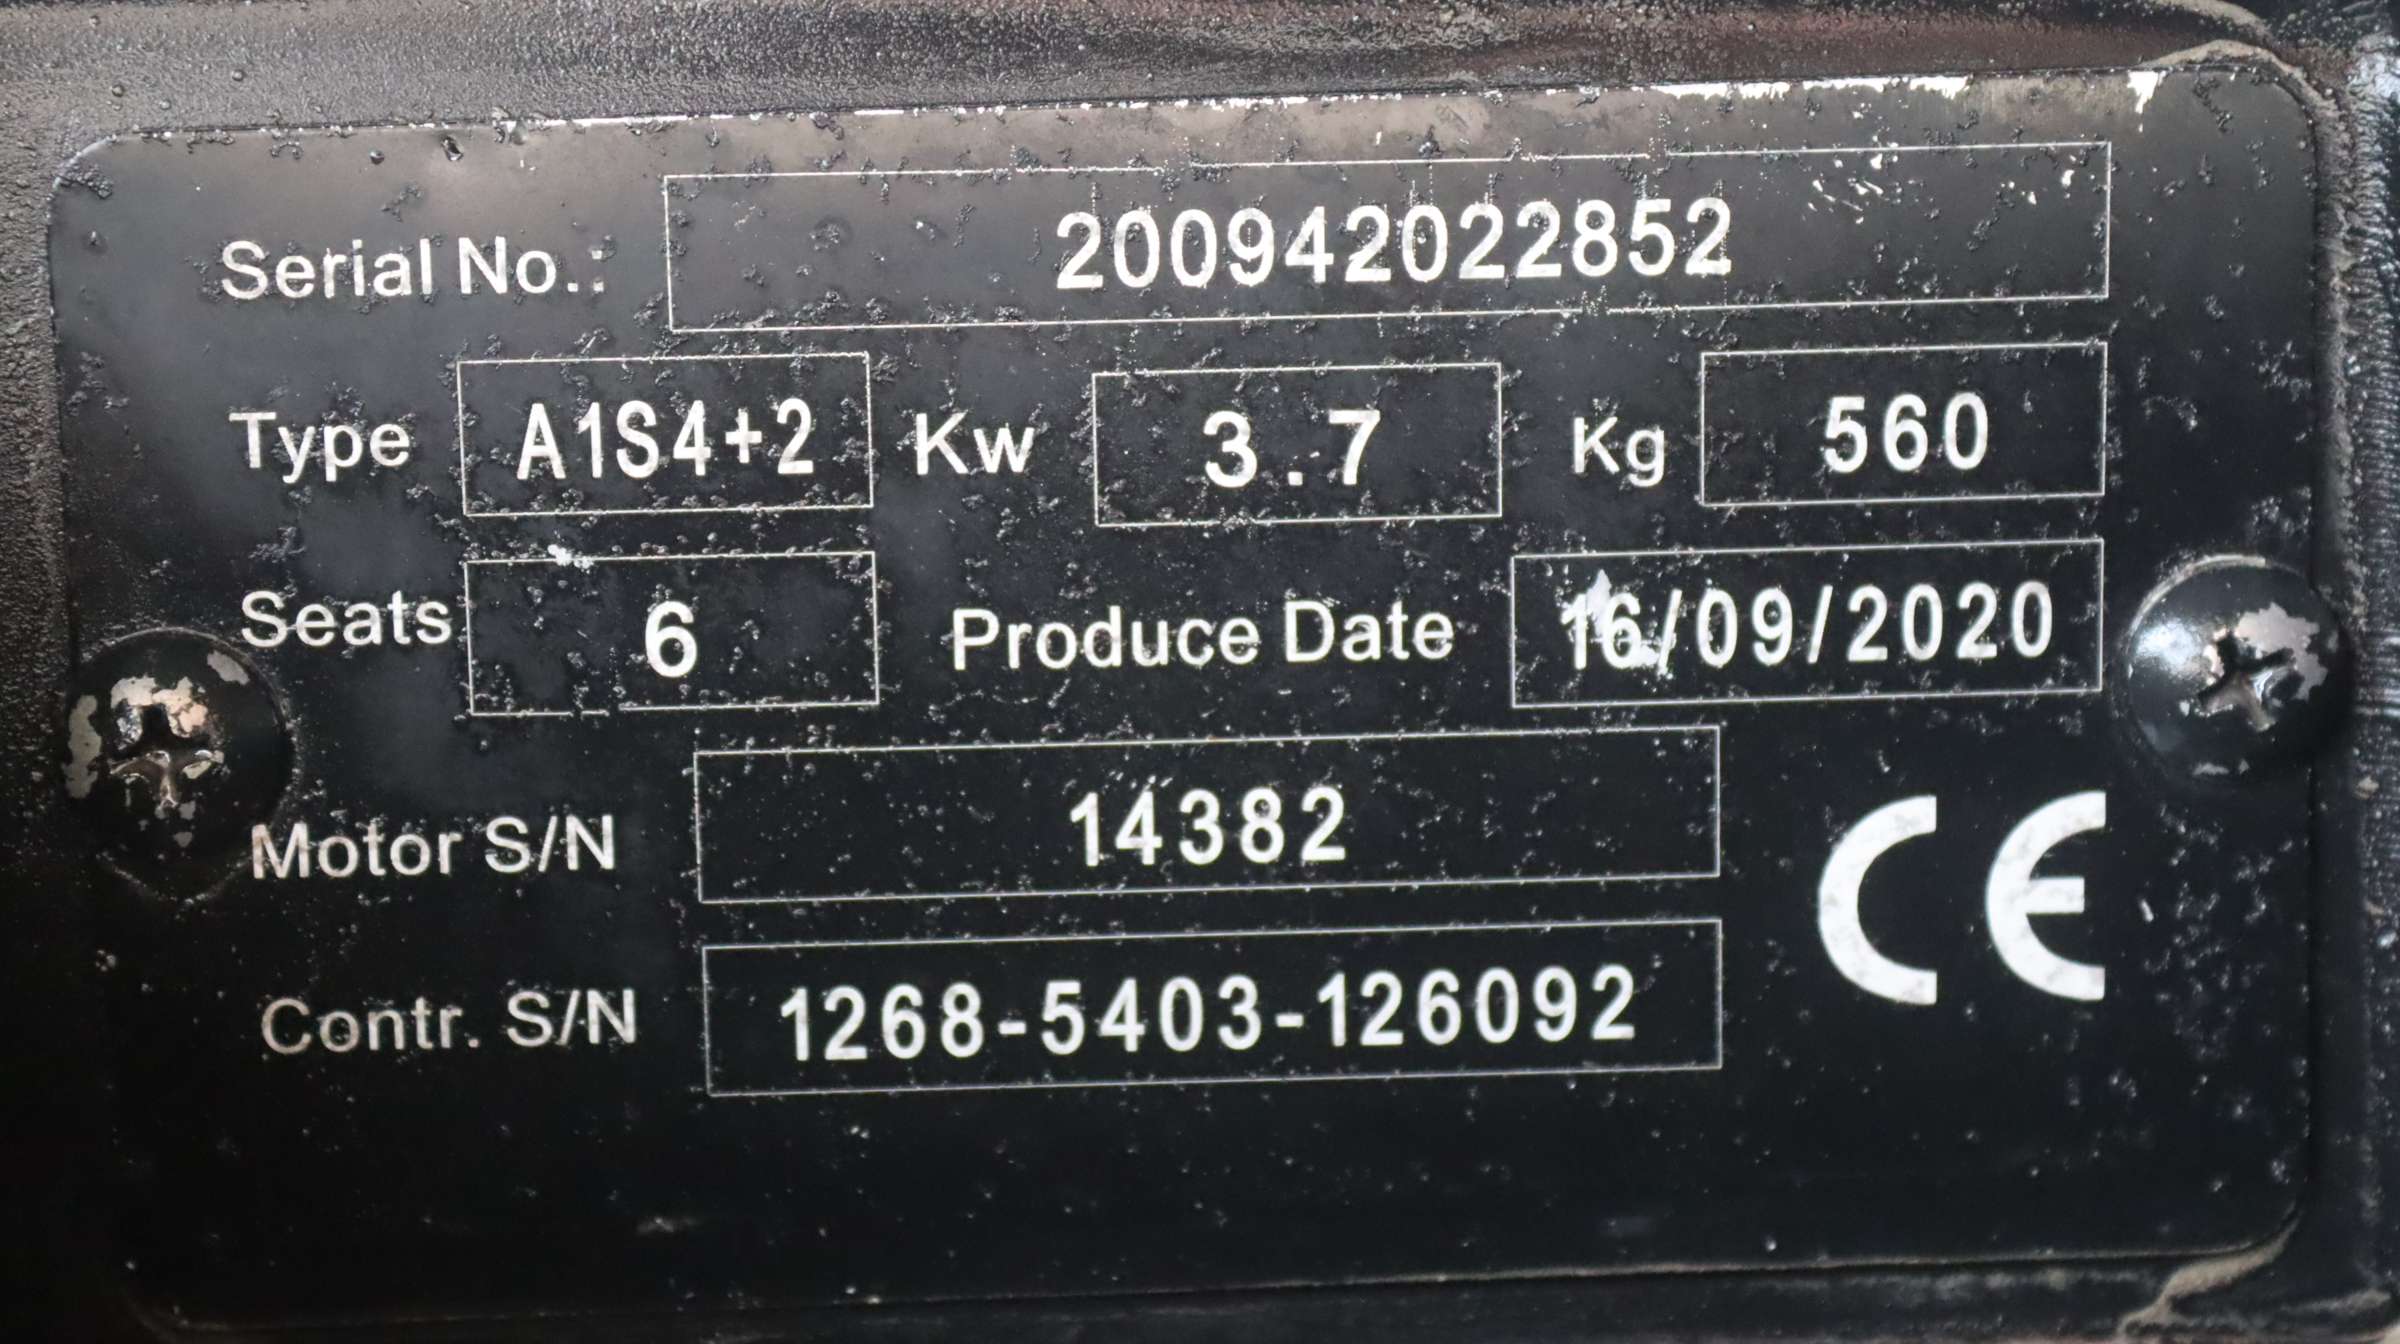 Serial No.: 200942022852
Type A1S4+2 Kw 3.7 Kg 560
Seats 6 Produce Date 16/09/2020
Motor S/N 14382
CE
Contr. S/N 1268-5403-126092